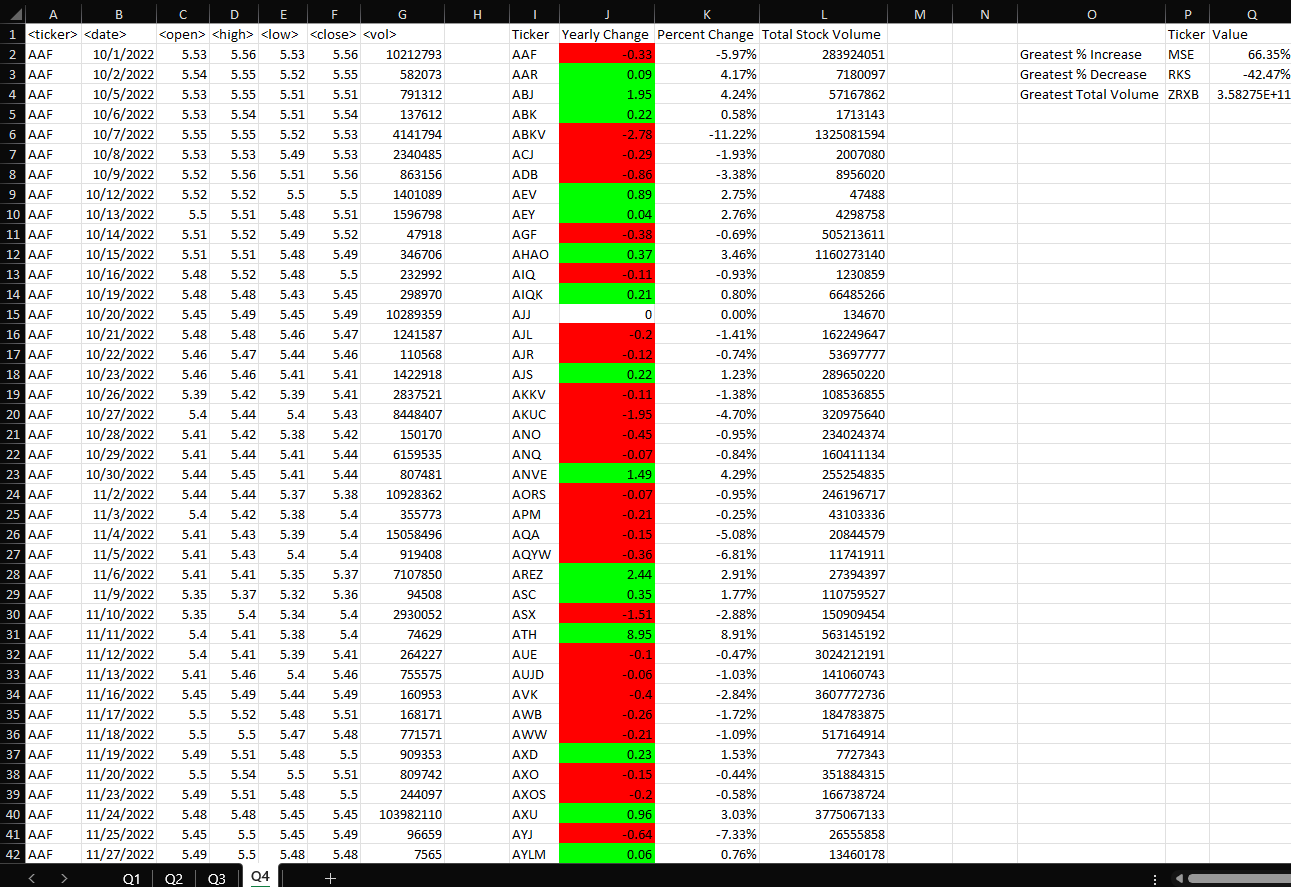 A B C D E F G H I J K L M N O P Q
1 <ticker> <date> <open> <high> <low> <close> <vol> Ticker Yearly Change Percent Change Total Stock Volume Ticker Value
2 AAF 10/1/2022 5.53 5.56 5.53 5.56 10212793 AAF -0.33 -5.97% 283924051 Greatest % Increase MSE 66.35%
3 AAF 10/2/2022 5.54 5.55 5.52 5.55 582073 AAR 0.09 4.17% 7180097 Greatest % Decrease RKS -42.47%
4 AAF 10/5/2022 5.53 5.55 5.51 5.51 791312 ABJ 1.95 4.24% 57167862 Greatest Total Volume ZRXB 3.58275E+11
5 AAF 10/6/2022 5.53 5.54 5.51 5.54 137612 ABK 0.22 0.58% 1713143
6 AAF 10/7/2022 5.55 5.55 5.52 5.53 4141794 ABKV -2.78 -11.22% 1325081594
7 AAF 10/8/2022 5.53 5.53 5.49 5.53 2340485 ACJ -0.29 -1.93% 2007080
8 AAF 10/9/2022 5.52 5.56 5.51 5.56 863156 ADB -0.86 -3.38% 8956020
9 AAF 10/12/2022 5.52 5.52 5.5 5.5 1401089 AEV 0.89 2.75% 47488
10 AAF 10/13/2022 5.5 5.51 5.48 5.51 1596798 AEY 0.04 2.76% 4298758
11 AAF 10/14/2022 5.51 5.52 5.49 5.52 47918 AGF -0.38 -0.69% 505213611
12 AAF 10/15/2022 5.51 5.51 5.48 5.49 346706 AHAO 0.37 3.46% 1160273140
13 AAF 10/16/2022 5.48 5.52 5.48 5.5 232992 AIQ -0.11 -0.93% 1230859
14 AAF 10/19/2022 5.48 5.48 5.43 5.45 298970 AIQK 0.21 0.80% 66485266
15 AAF 10/20/2022 5.45 5.49 5.45 5.49 10289359 AJJ 0 0.00% 134670
16 AAF 10/21/2022 5.48 5.48 5.46 5.47 1241587 AJL -0.2 -1.41% 162249647
17 AAF 10/22/2022 5.46 5.47 5.44 5.46 110568 AJR -0.12 -0.74% 53697777
18 AAF 10/23/2022 5.46 5.46 5.41 5.41 1422918 AJS 0.22 1.23% 289650220
19 AAF 10/26/2022 5.39 5.42 5.39 5.41 2837521 AKKV -0.11 -1.38% 108536855
20 AAF 10/27/2022 5.4 5.44 5.4 5.43 8448407 AKUC -1.95 -4.70% 320975640
21 AAF 10/28/2022 5.41 5.42 5.38 5.42 150170 ANO -0.45 -0.95% 234024374
22 AAF 10/29/2022 5.41 5.44 5.41 5.44 6159535 ANQ -0.07 -0.84% 160411134
23 AAF 10/30/2022 5.44 5.45 5.41 5.44 807481 ANVE 1.49 4.29% 255254835
24 AAF 11/2/2022 5.44 5.44 5.37 5.38 10928362 AORS -0.07 -0.95% 246196717
25 AAF 11/3/2022 5.4 5.42 5.38 5.4 355773 APM -0.21 -0.25% 43103336
26 AAF 11/4/2022 5.41 5.43 5.39 5.4 15058496 AQA -0.15 -5.08% 20844579
27 AAF 11/5/2022 5.41 5.43 5.4 5.4 919408 AQYW -0.36 -6.81% 11741911
28 AAF 11/6/2022 5.41 5.41 5.35 5.37 7107850 AREZ 2.44 2.91% 27394397
29 AAF 11/9/2022 5.35 5.37 5.32 5.36 94508 ASC 0.35 1.77% 110759527
30 AAF 11/10/2022 5.35 5.4 5.34 5.4 2930052 ASX -1.51 -2.88% 150909454
31 AAF 11/11/2022 5.4 5.41 5.38 5.4 74629 ATH 8.95 8.91% 563145192
32 AAF 11/12/2022 5.4 5.41 5.39 5.41 264227 AUE -0.1 -0.47% 3024212191
33 AAF 11/13/2022 5.41 5.46 5.4 5.46 755575 AUJD -0.06 -1.03% 141060743
34 AAF 11/16/2022 5.45 5.49 5.44 5.49 160953 AVK -0.4 -2.84% 3607772736
35 AAF 11/17/2022 5.5 5.52 5.48 5.51 168171 AWB -0.26 -1.72% 184783875
36 AAF 11/18/2022 5.5 5.5 5.47 5.48 771571 AWW -0.21 -1.09% 517164914
37 AAF 11/19/2022 5.49 5.51 5.48 5.5 909353 AXD 0.23 1.53% 7727343
38 AAF 11/20/2022 5.5 5.54 5.5 5.51 809742 AXO -0.15 -0.44% 351884315
39 AAF 11/23/2022 5.49 5.51 5.48 5.5 244097 AXOS -0.2 -0.58% 166738724
40 AAF 11/24/2022 5.48 5.48 5.45 5.45 103982110 AXU 0.96 3.03% 3775067133
41 AAF 11/25/2022 5.45 5.5 5.45 5.49 96659 AYJ -0.64 -7.33% 26555858
42 AAF 11/27/2022 5.49 5.5 5.48 5.48 7565 AYLM 0.06 0.76% 13460178
Q1 Q2 Q3 Q4